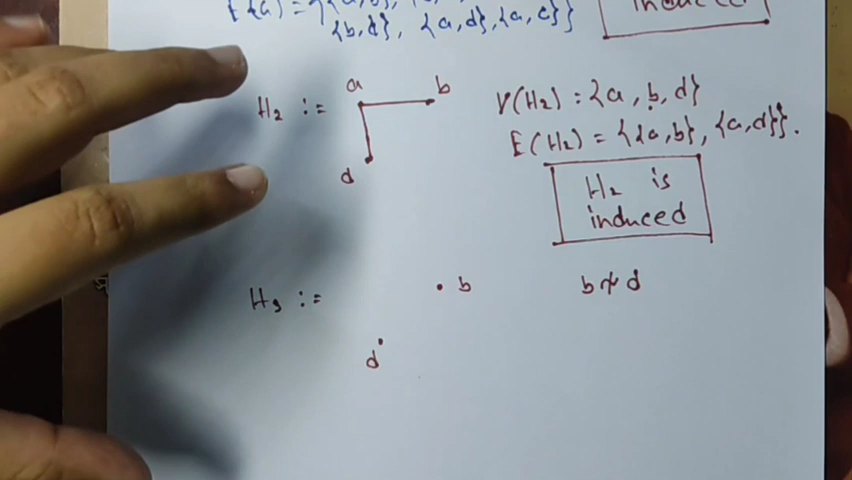 {b,d}, {a,d},{a,c}}
induced
H₂ :=
a b
d
V(H₂) = {a, b, d}
E(H₂) = {{a,b}, {a,d}}.
H₂ is
induced
H₃ :=
b
d
b≁d